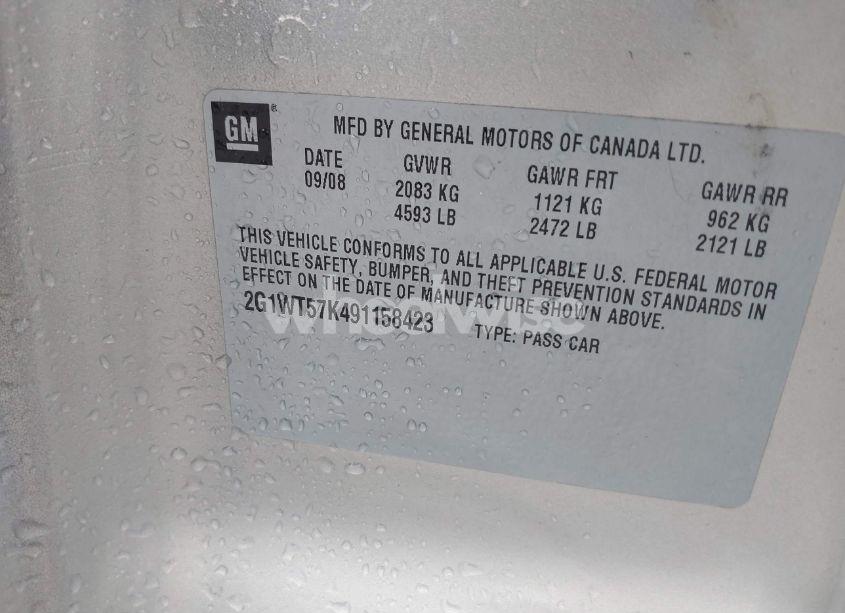 GM®
MFD BY GENERAL MOTORS OF CANADA LTD.
DATE GVWR GAWR FRT GAWR RR
09/08 2083 KG 1121 KG 962 KG
4593 LB 2472 LB 2121 LB
THIS VEHICLE CONFORMS TO ALL APPLICABLE U.S. FEDERAL MOTOR
VEHICLE SAFETY, BUMPER, AND THEFT PREVENTION STANDARDS IN
EFFECT ON THE DATE OF MANUFACTURE SHOWN ABOVE.
2G1WT57K491158423 TYPE: PASS CAR
wheelwise